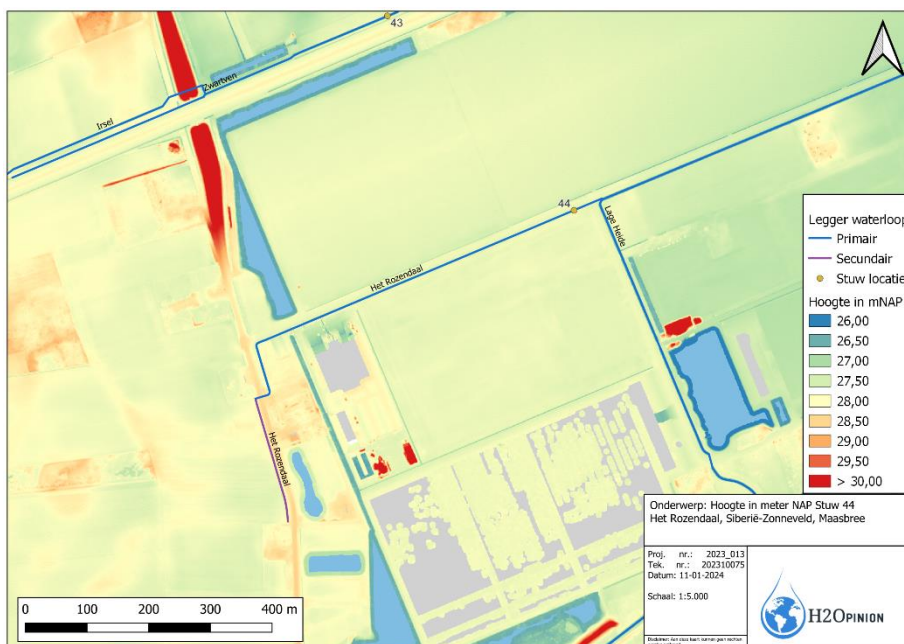 43
Zwartven
Irsel
44
Lage Heide
Het Rozendaal
Het Rozendaal
Legger waterloop
Primair
Secundair
Stuw locatie
Hoogte in mNAP
26,00
26,50
27,00
27,50
28,00
28,50
29,00
29,50
> 30,00
Onderwerp: Hoogte in meter NAP Stuw 44
Het Rozendaal, Siberië-Zonneveld, Maasbree
Proj. nr.: 2023_013
Tek. nr.: 202310075
Datum: 11-01-2024
Schaal: 1:5.000
H2OPINION
0 100 200 300 400 m